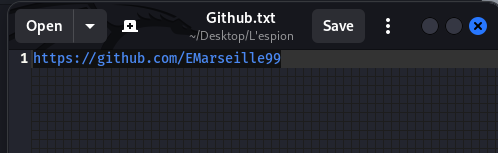 Open
Github.txt
~/Desktop/L'espion
Save
1 https://github.com/EMarseille99